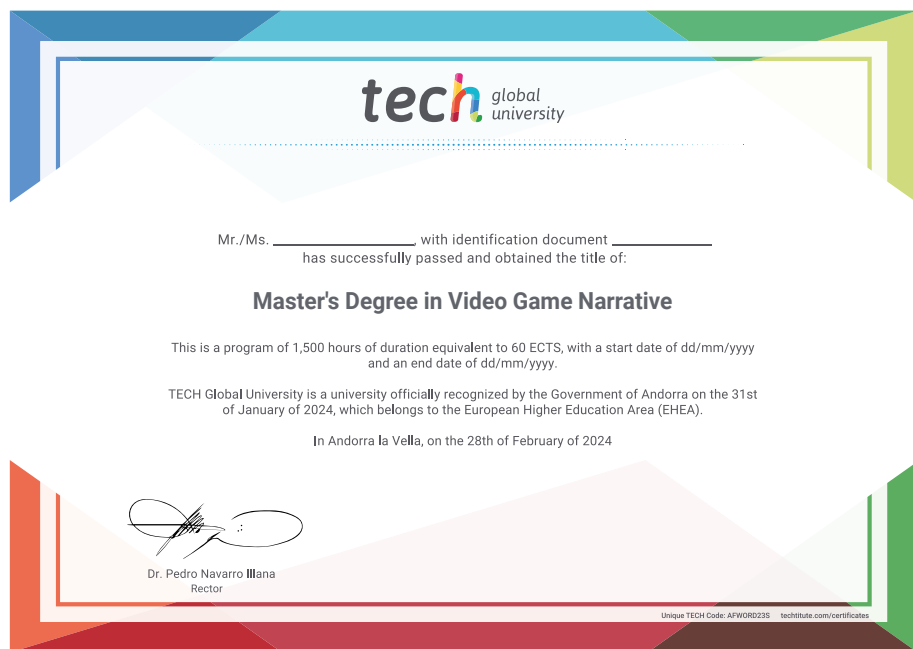 tech global
university
Mr./Ms. ____________, with identification document ____________
has successfully passed and obtained the title of:
Master's Degree in Video Game Narrative
This is a program of 1,500 hours of duration equivalent to 60 ECTS, with a start date of dd/mm/yyyy
and an end date of dd/mm/yyyy.
TECH Global University is a university officially recognized by the Government of Andorra on the 31st
of January of 2024, which belongs to the European Higher Education Area (EHEA).
In Andorra la Vella, on the 28th of February of 2024
Dr. Pedro Navarro Illana
Rector
Unique TECH Code: AFWORD23S techtitute.com/certificates